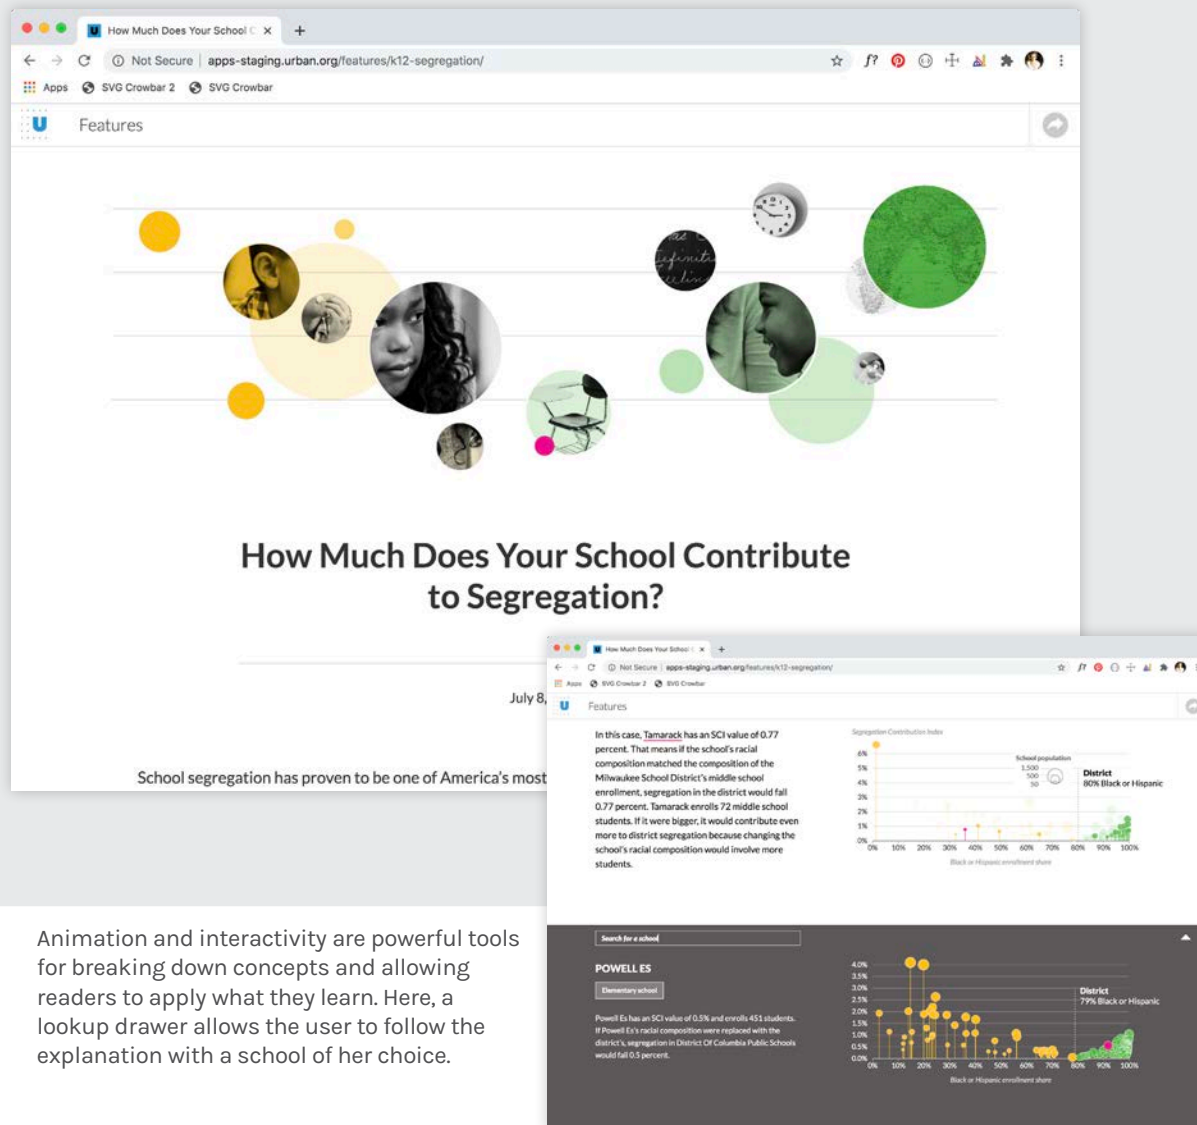 How Much Does Your School C
Not Secure | apps-staging.urban.org/features/k12-segregation/
f?
Apps SVG Crowbar 2 SVG Crowbar
U Features
How Much Does Your School Contribute
to Segregation?
July 8,
School segregation has proven to be one of America's most
How Much Does Your School C
Not Secure | apps-staging.urban.org/features/k12-segregation/
f?
Apps SVG Crowbar 2 SVG Crowbar
U Features
In this case, Tamarack has an SCI value of 0.77
percent. That means if the school's racial
composition matched the composition of the
Milwaukee School District's middle school
enrollment, segregation in the district would fall
0.77 percent. Tamarack enrolls 72 middle school
students. If it were bigger, it would contribute even
more to district segregation because changing the
school's racial composition would involve more
students.
Segregation Contribution Index
6%
5%
4%
3%
2%
1%
0%
School population
1,500
500
50
District
80% Black or Hispanic
0% 10% 20% 30% 40% 50% 60% 70% 80% 90% 100%
Black or Hispanic enrollment share
Search for a school
POWELL ES
Elementary school
Powell Es has an SCI value of 0.5% and enrolls 451 students.
If Powell Es's racial composition were replaced with the
district's, segregation in District Of Columbia Public Schools
would fall 0.5 percent.
4.0%
3.5%
3.0%
2.5%
2.0%
1.5%
1.0%
0.5%
0.0%
District
79% Black or Hispanic
0% 10% 20% 30% 40% 50% 60% 70% 80% 90% 100%
Black or Hispanic enrollment share
Animation and interactivity are powerful tools
for breaking down concepts and allowing
readers to apply what they learn. Here, a
lookup drawer allows the user to follow the
explanation with a school of her choice.